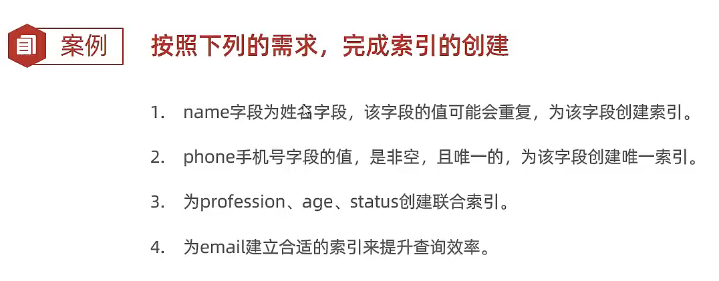 案例
按照下列的需求，完成索引的创建
1. name字段为姓名字段，该字段的值可能会重复，为该字段创建索引。
2. phone手机号字段的值，是非空，且唯一的，为该字段创建唯一索引。
3. 为profession、age、status创建联合索引。
4. 为email建立合适的索引来提升查询效率。